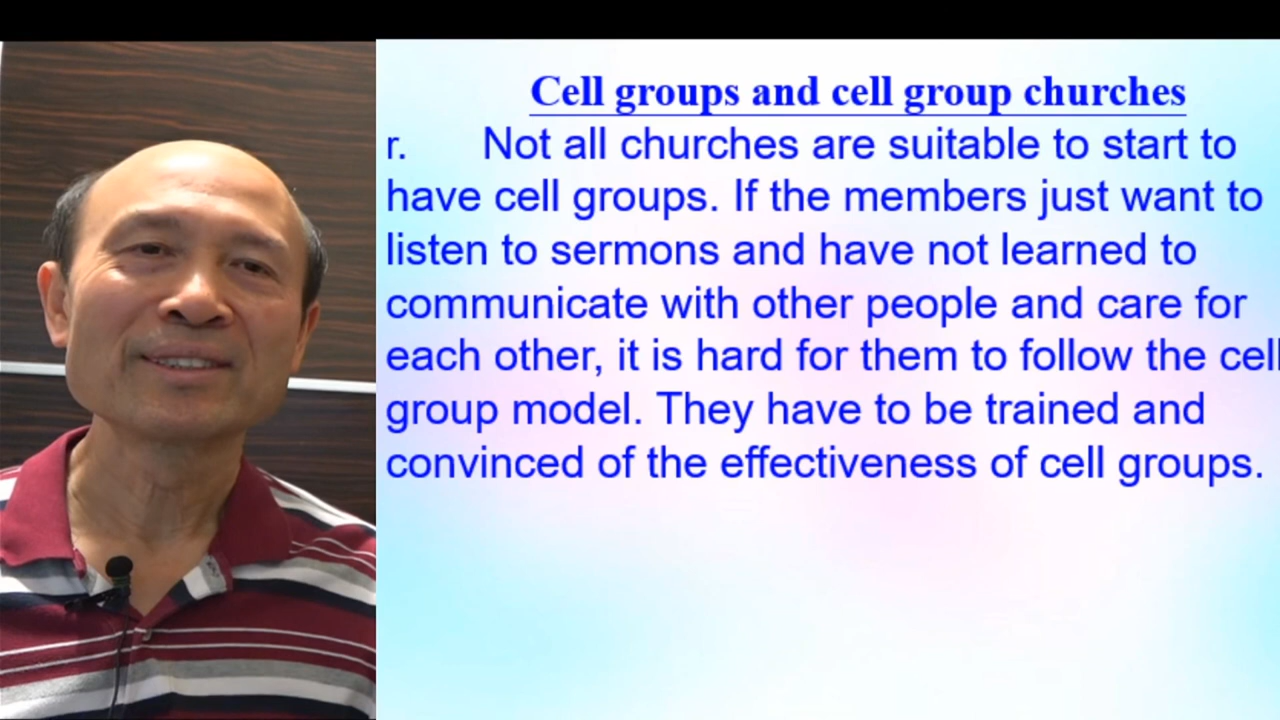 Cell groups and cell group churches
r. Not all churches are suitable to start to
have cell groups. If the members just want to
listen to sermons and have not learned to
communicate with other people and care for
each other, it is hard for them to follow the cell
group model. They have to be trained and
convinced of the effectiveness of cell groups.